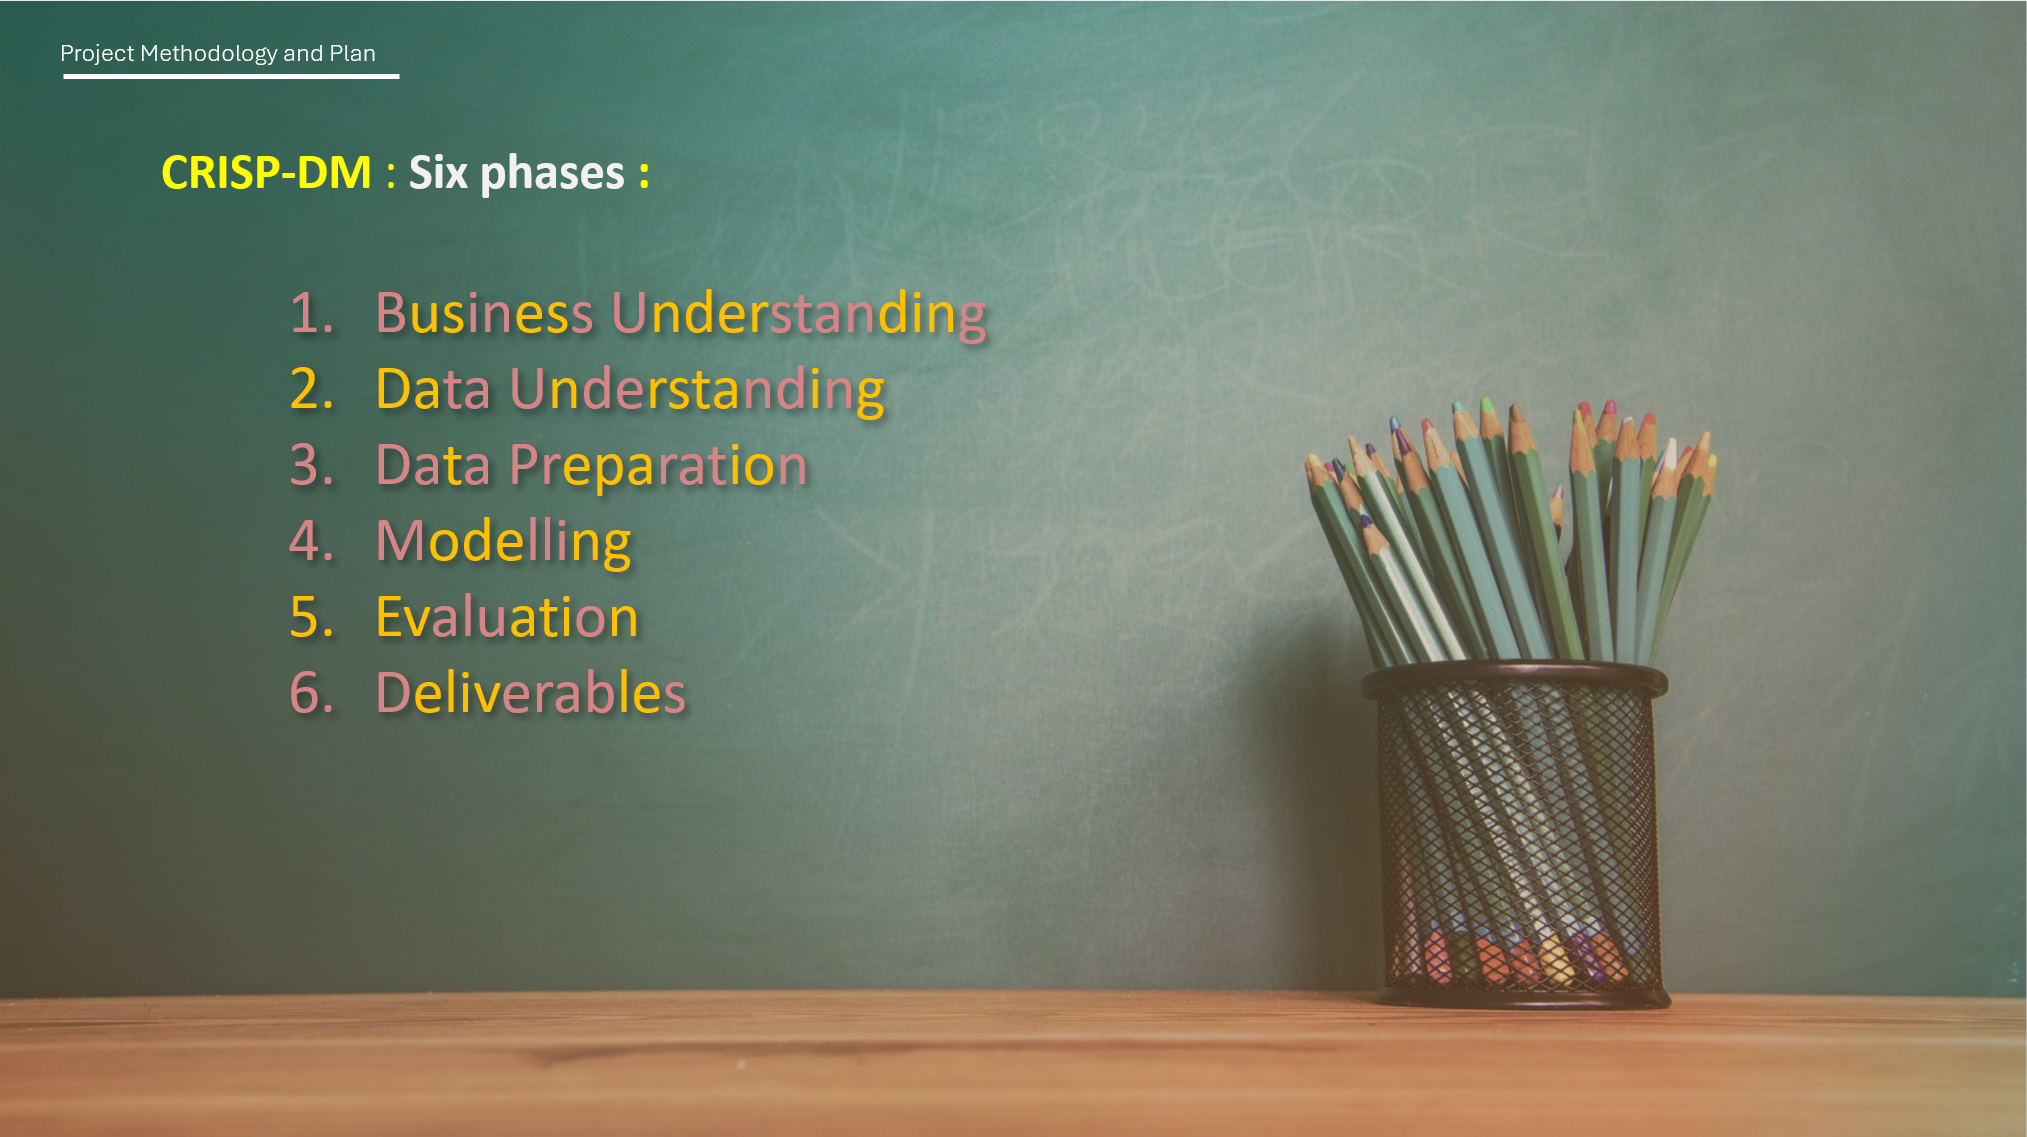 Project Methodology and Plan
CRISP-DM : Six phases :
1. Business Understanding
2. Data Understanding
3. Data Preparation
4. Modelling
5. Evaluation
6. Deliverables